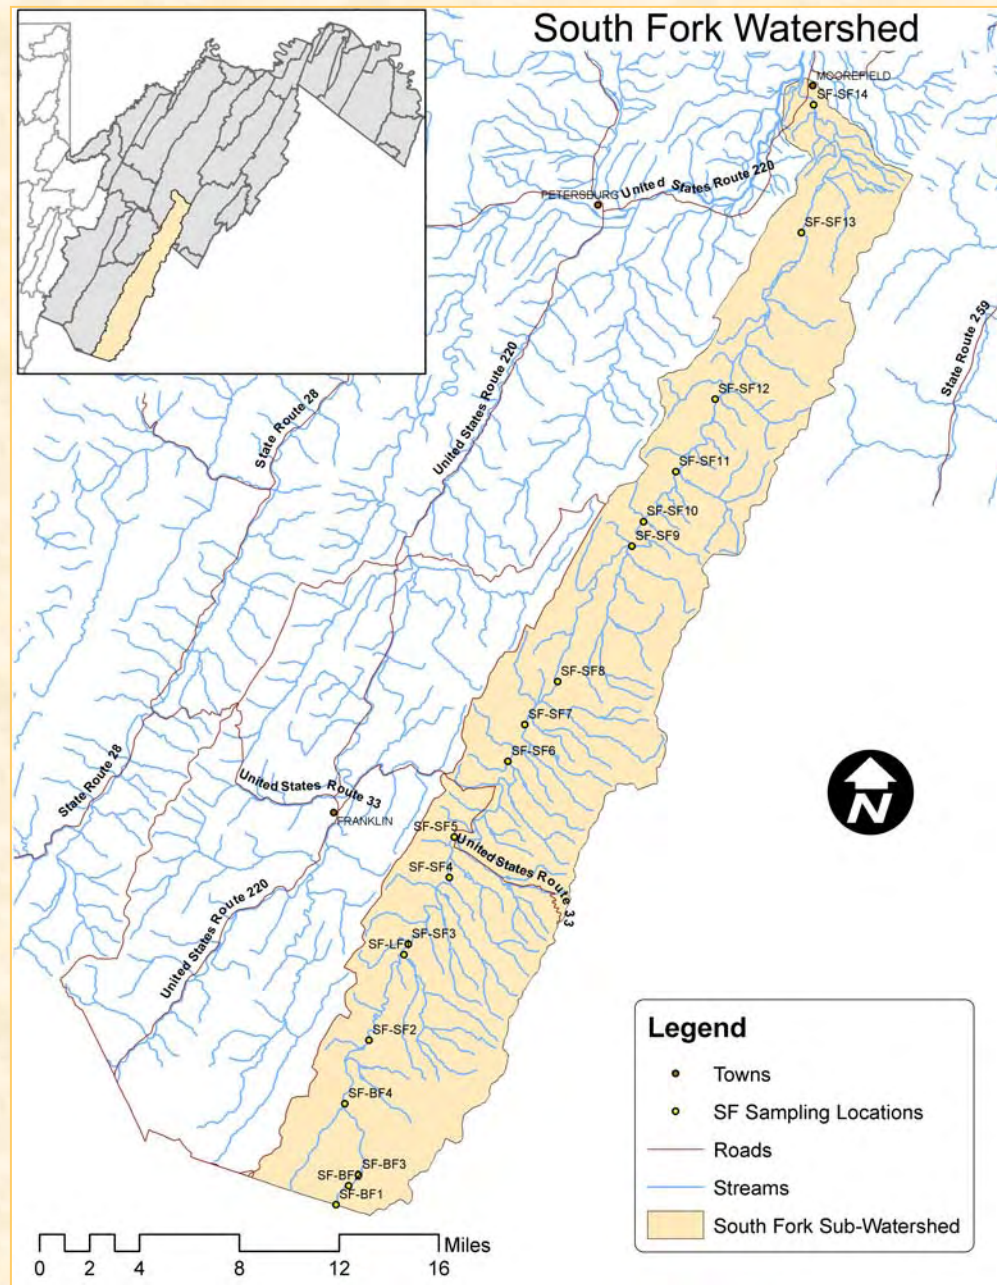 South Fork Watershed
MOOREFIELD
SF-SF14
United States Route 220
PETERSBURG
SF-SF13
State Route 259
United States Route 220
State Route 28
SF-SF12
SF-SF11
SF-SF10
SF-SF9
SF-SF8
SF-SF7
SF-SF6
State Route 28
United States Route 33
FRANKLIN
N
SF-SF5
United States Route 33
SF-SF4
United States Route 220
SF-SF3
SF-SF2
SF-BF4
SF-BF3
SF-BF1
Legend
Towns
SF Sampling Locations
Roads
Streams
South Fork Sub-Watershed
Miles
0 2 4 8 12 16